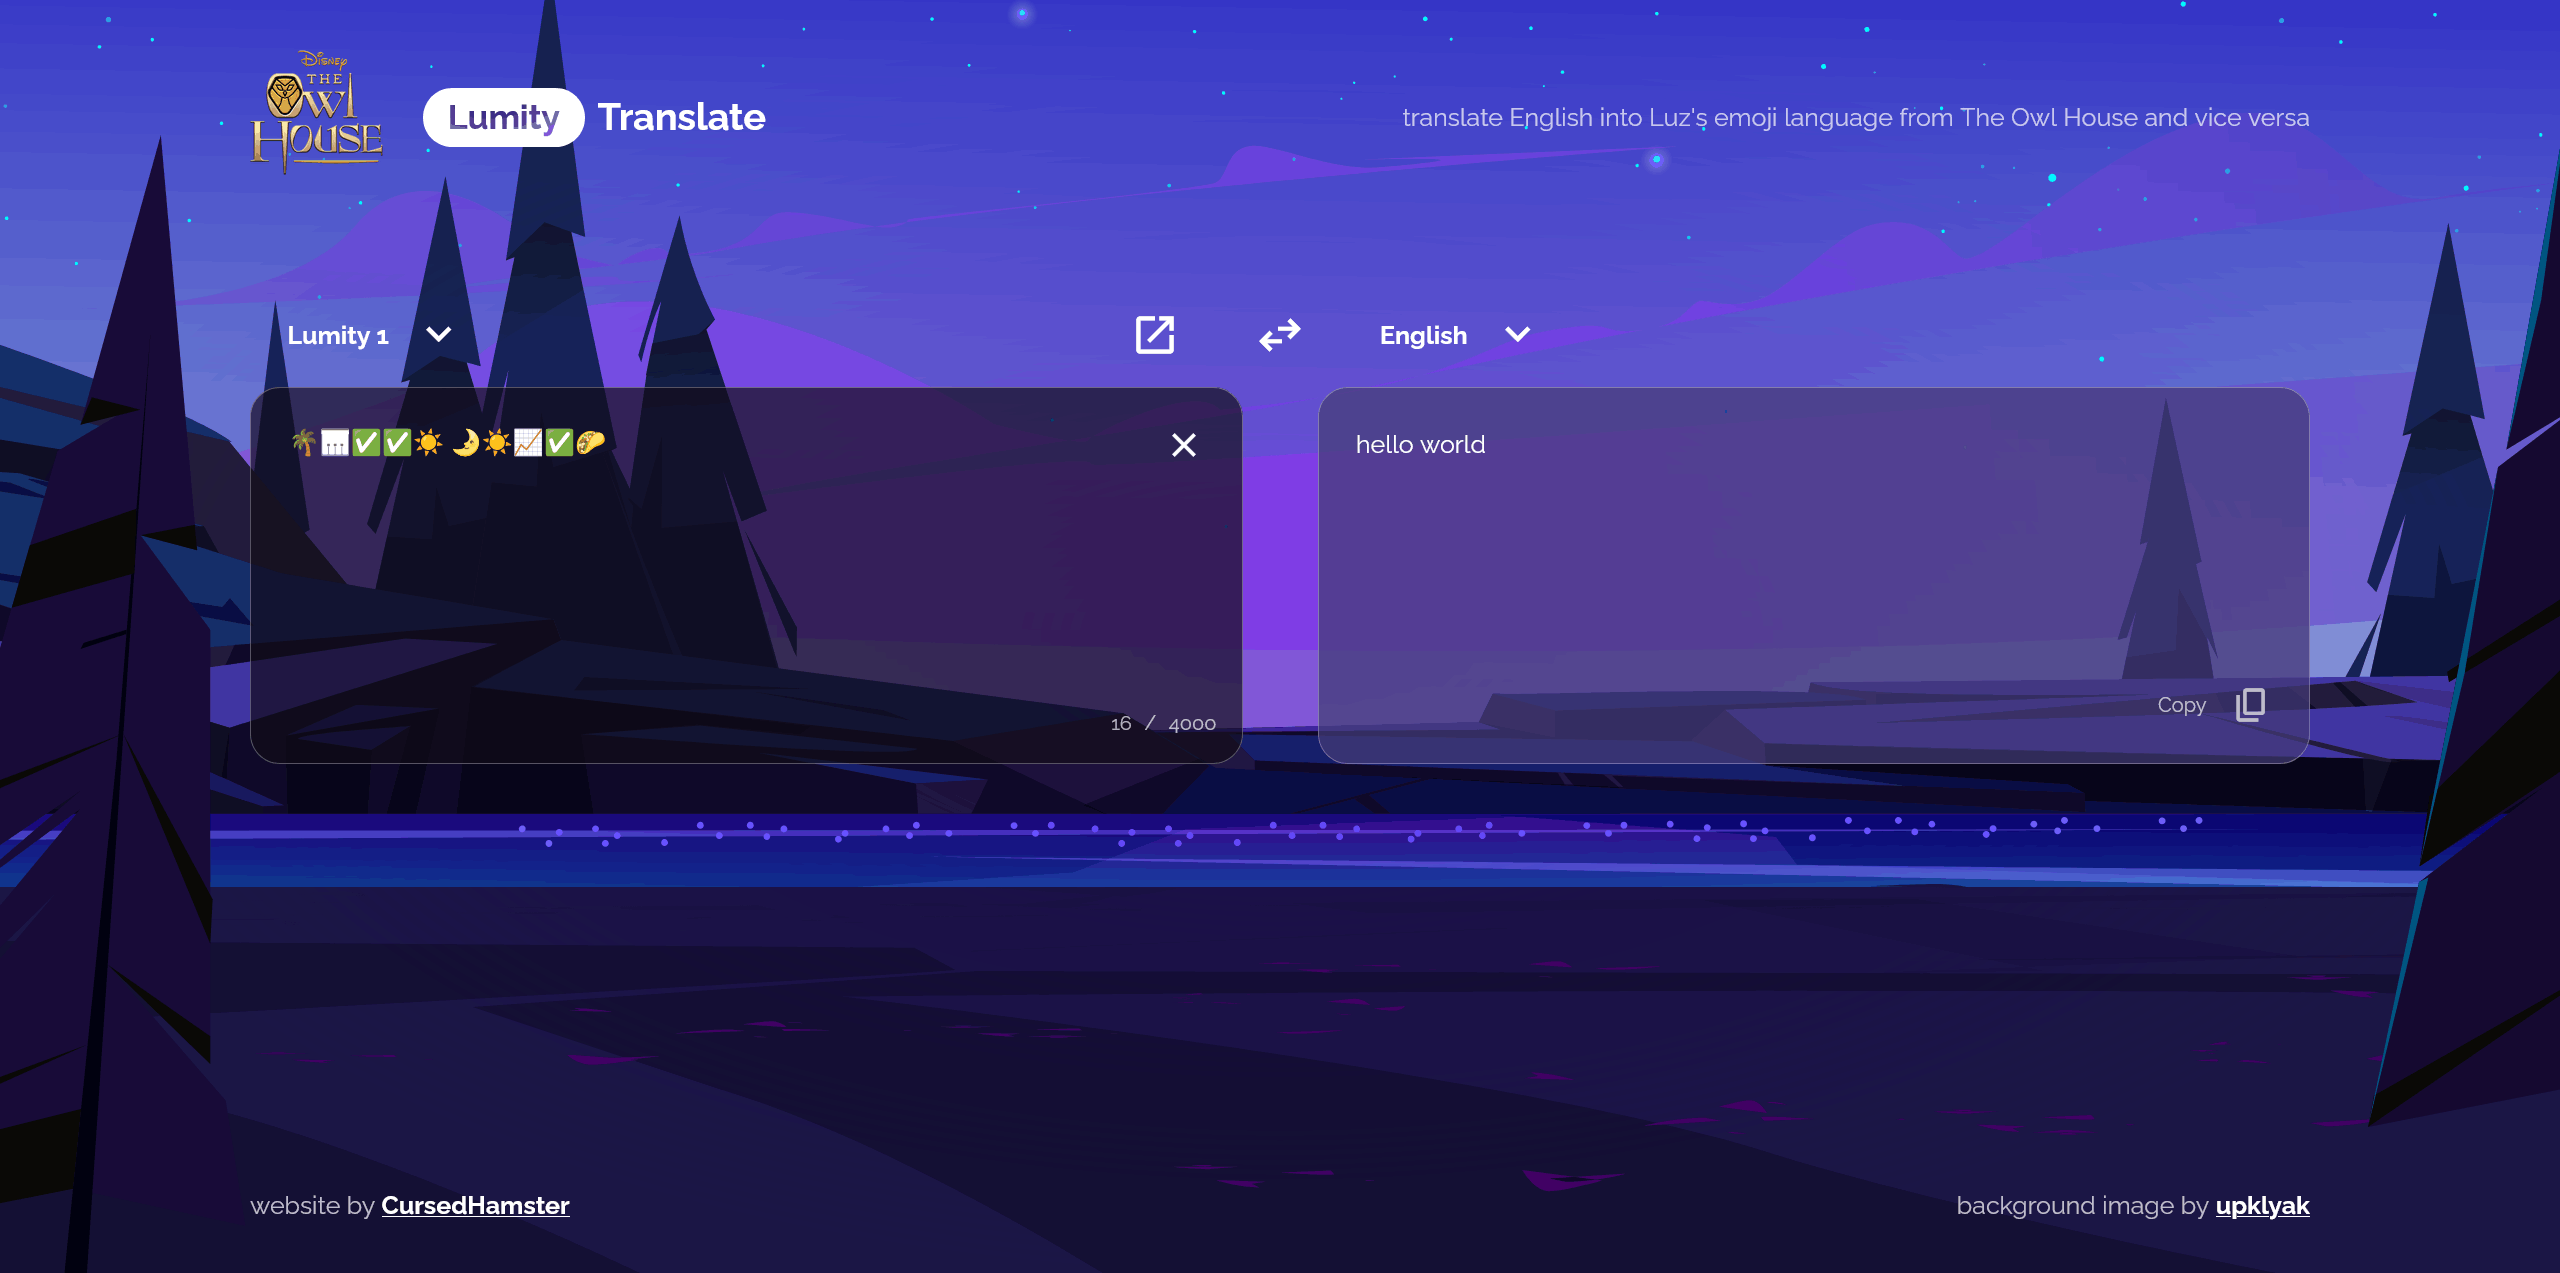 Disney
THE
OWL
HOUSE
Lumity Translate
translate English into Luz's emoji language from The Owl House and vice versa
Lumity 1
English
🌴🎹✅✅☀️ 🌛☀️📈✅🌮
hello world
16 / 4000
Copy
website by CursedHamster
background image by upklyak